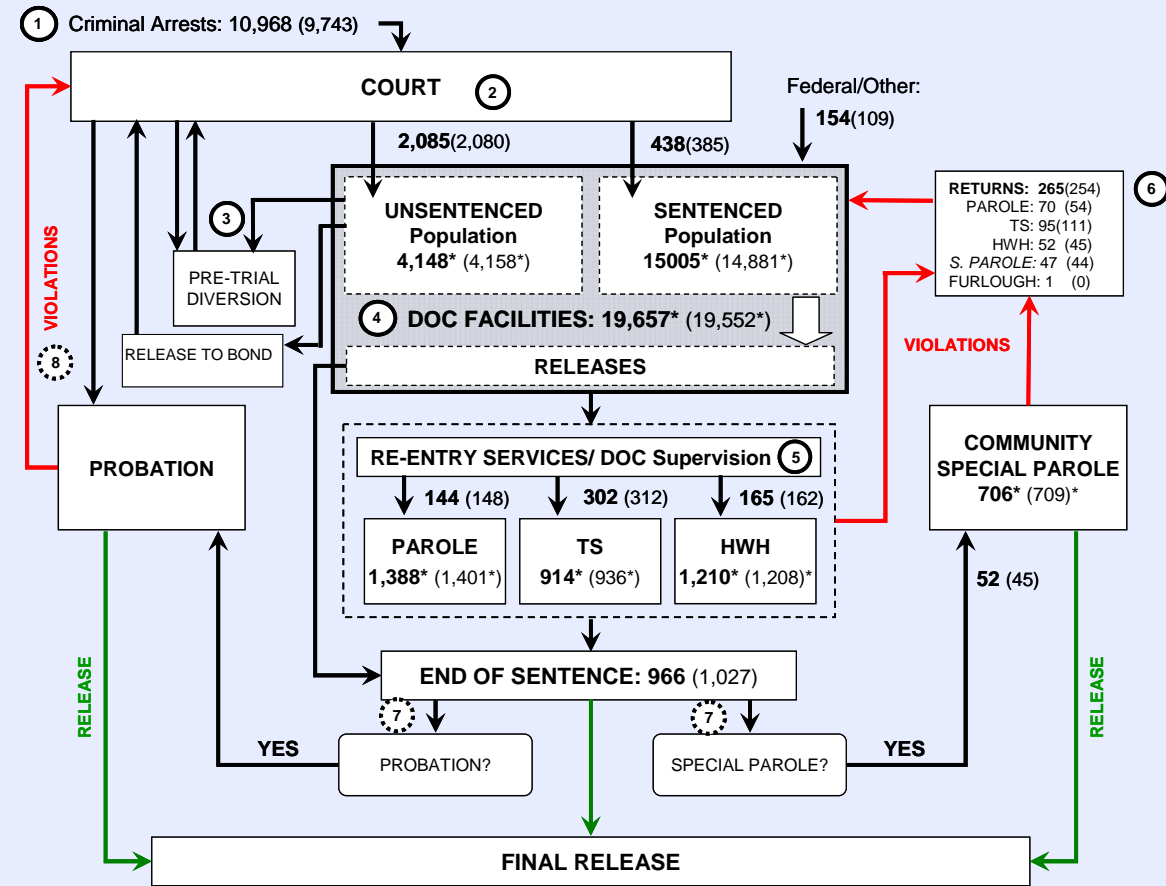 1 Criminal Arrests: 10,968 (9,743)
COURT 2
Federal/Other:
154(109)
2,085(2,080)
438(385)
UNSENTENCED
Population
4,148* (4,158*)
SENTENCED
Population
15005* (14,881*)
RETURNS: 265(254)
PAROLE: 70 (54)
TS: 95(111)
HWH: 52 (45)
S. PAROLE: 47 (44)
FURLOUGH: 1 (0)
6
3
PRE-TRIAL
DIVERSION
VIOLATIONS
4 DOC FACILITIES: 19,657* (19,552*)
RELEASE TO BOND
8
RELEASES
VIOLATIONS
PROBATION
RE-ENTRY SERVICES/ DOC Supervision 5
COMMUNITY
SPECIAL PAROLE
706* (709)*
144 (148)
302 (312)
165 (162)
PAROLE
1,388* (1,401*)
TS
914* (936*)
HWH
1,210* (1,208)*
52 (45)
RELEASE
RELEASE
END OF SENTENCE: 966 (1,027)
7
7
YES
PROBATION?
SPECIAL PAROLE?
YES
FINAL RELEASE